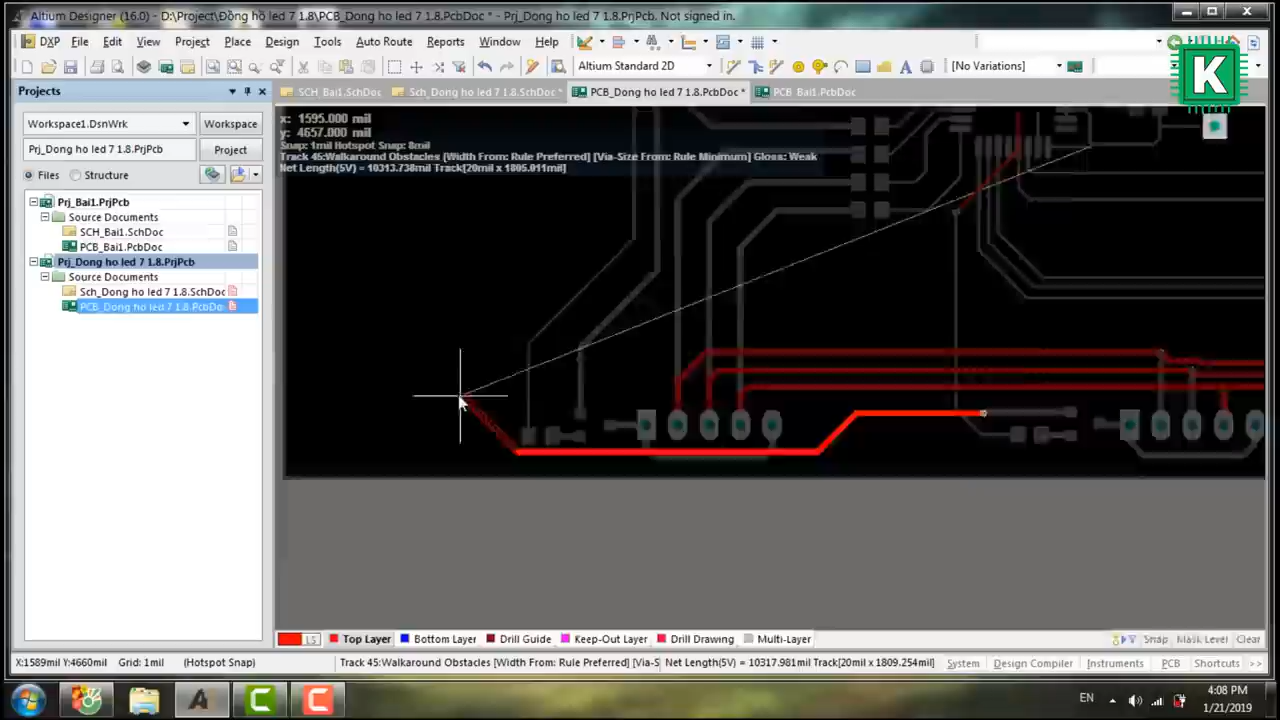 Altium Designer (16.0) - D:\Project\Đồng hồ led 7 1.8\PCB_Dong ho led 7 1.8.PcbDoc * - Prj_Dong ho led 7 1.8.PrjPcb. Not signed in.
DXP File Edit View Project Place Design Tools Auto Route Reports Window Help
Altium Standard 2D
[No Variations]
K
Projects
SCH_Bai1.SchDoc
Sch_Dong ho led 7 1.8.SchDoc *
PCB_Dong ho led 7 1.8.PcbDoc *
PCB_Bai1.PcbDoc
Workspace1.DsnWrk
Workspace
Prj_Dong ho led 7 1.8.PrjPcb
Project
Files
Structure
Prj_Bai1.PrjPcb
Source Documents
SCH_Bai1.SchDoc
PCB_Bai1.PcbDoc
Prj_Dong ho led 7 1.8.PrjPcb
Source Documents
Sch_Dong ho led 7 1.8.SchDoc
PCB_Dong ho led 7 1.8.PcbDo
x: 1595.000 mil
y: 4657.000 mil
Snap: 1mil Hotspot Snap: 8mil
Track 45:Walkaround Obstacles [Width From: Rule Preferred] [Via-Size From: Rule Minimum] Gloss: Weak
Net Length(5V) = 10313.738mil Track[20mil x 1805.011mil]
LS
Top Layer
Bottom Layer
Drill Guide
Keep-Out Layer
Drill Drawing
Multi-Layer
Snap
Mask Level
Clear
X:1589mil Y:4660mil Grid: 1mil (Hotspot Snap)
Track 45:Walkaround Obstacles [Width From: Rule Preferred] [Via-S
Net Length(5V) = 10317.981mil Track[20mil x 1809.254mil]
System
Design Compiler
Instruments
PCB
Shortcuts
>>
EN
4:08 PM
1/21/2019